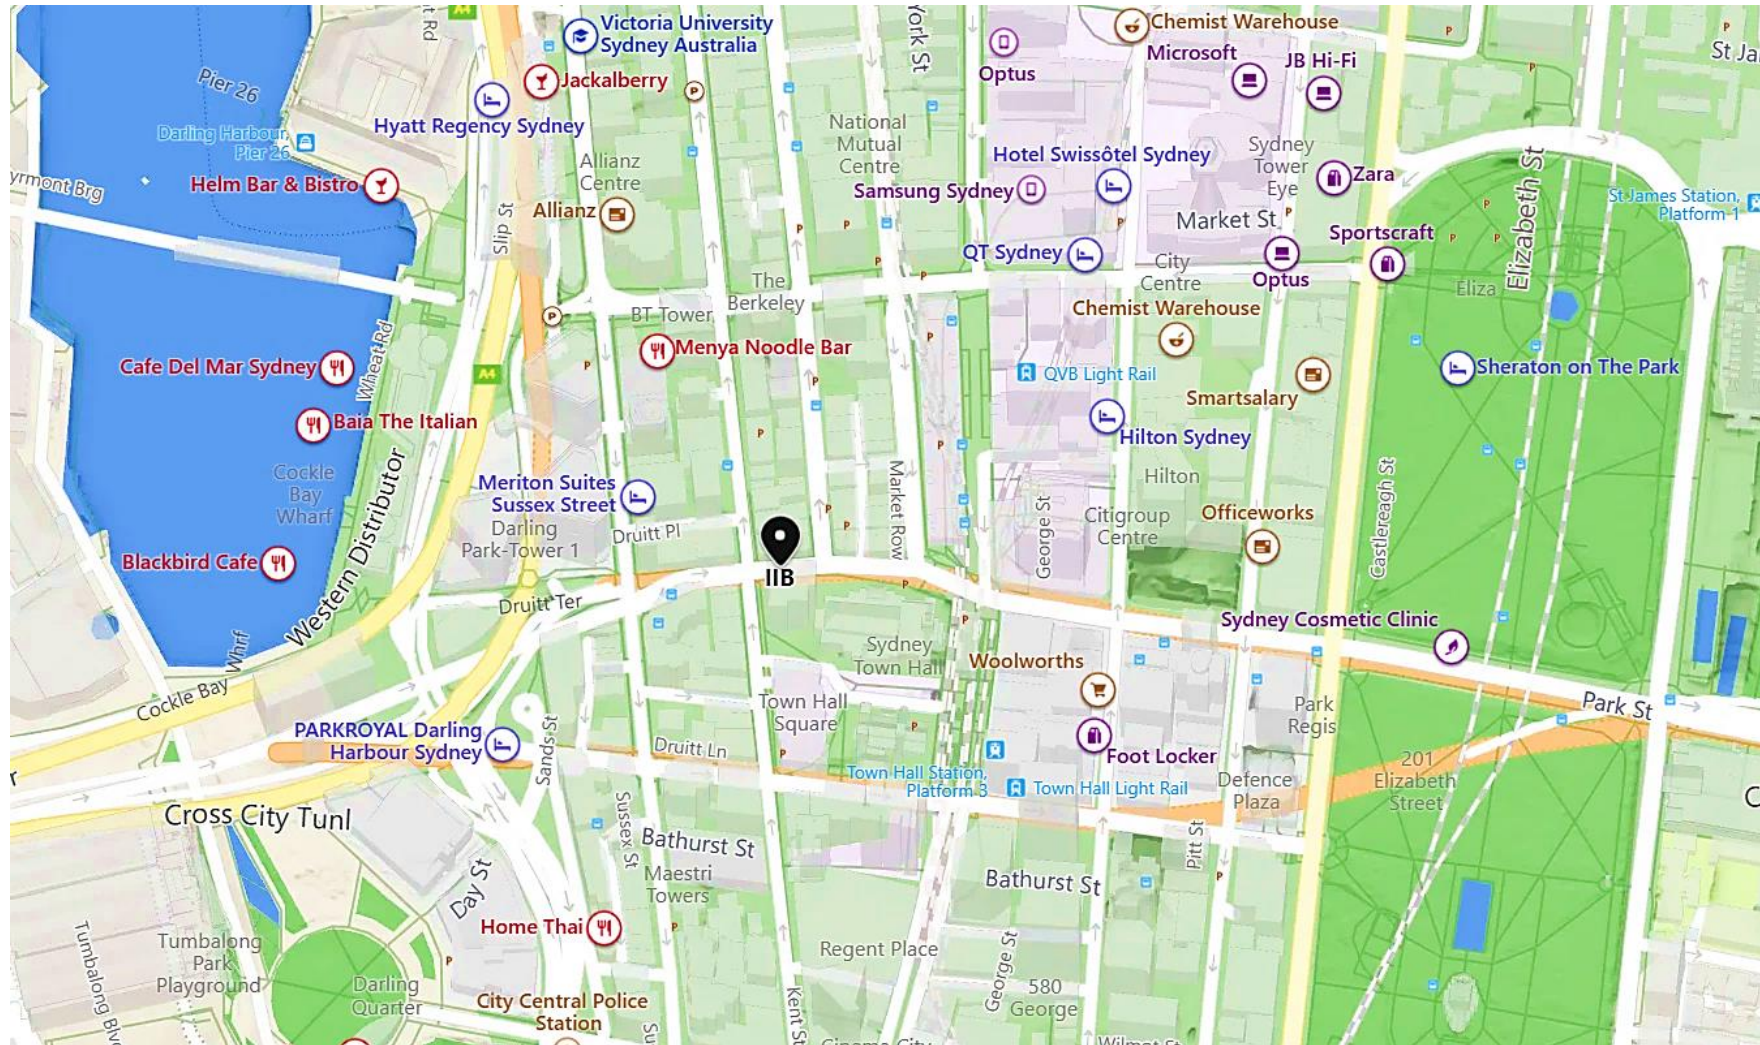 A4
Victoria University
Sydney Australia
York St
Chemist Warehouse
Microsoft
JB Hi-Fi
Optus
Pier 26
Jackalberry
Hyatt Regency Sydney
National
Mutual
Centre
Darling Harbour,
Pier 26
Allianz
Centre
Hotel Swissôtel Sydney
Sydney
Tower
Eye
Zara
Elizabeth St
Helm Bar & Bistro
Samsung Sydney
St James Station,
Platform 1
Allianz
Slip St
Market St
Sportscraft
QT Sydney
City
Centre
Optus
Eliza
The
Berkeley
BT Tower
Chemist Warehouse
Menya Noodle Bar
Wheat Rd
Cafe Del Mar Sydney
A4
QVB Light Rail
Smartsalary
Sheraton on The Park
Baia The Italian
Hilton Sydney
Cockle
Bay
Wharf
Western Distributor
Meriton Suites
Sussex Street
Market Row
Hilton
Castlereagh St
Darling
Park-Tower 1
Druitt Pl
George St
Citigroup
Centre
Officeworks
Blackbird Cafe
IIB
Druitt Ter
Sydney Cosmetic Clinic
Whrf
Sydney
Town Hall
Woolworths
Cockle Bay
Town Hall
Square
Park
Regis
Park St
PARKROYAL Darling
Harbour Sydney
Sands St
Druitt Ln
Foot Locker
Town Hall Station,
Platform 3
Town Hall Light Rail
Defence
Plaza
201
Elizabeth
Street
Cross City Tunl
Sussex St
Bathurst St
Pitt St
Day St
Maestri
Towers
Bathurst St
Home Thai
Tumbalong
Park
Playground
Tumbalong Blv
Regent Place
George St
Darling
Quarter
City Central Police
Station
Kent St
580
George